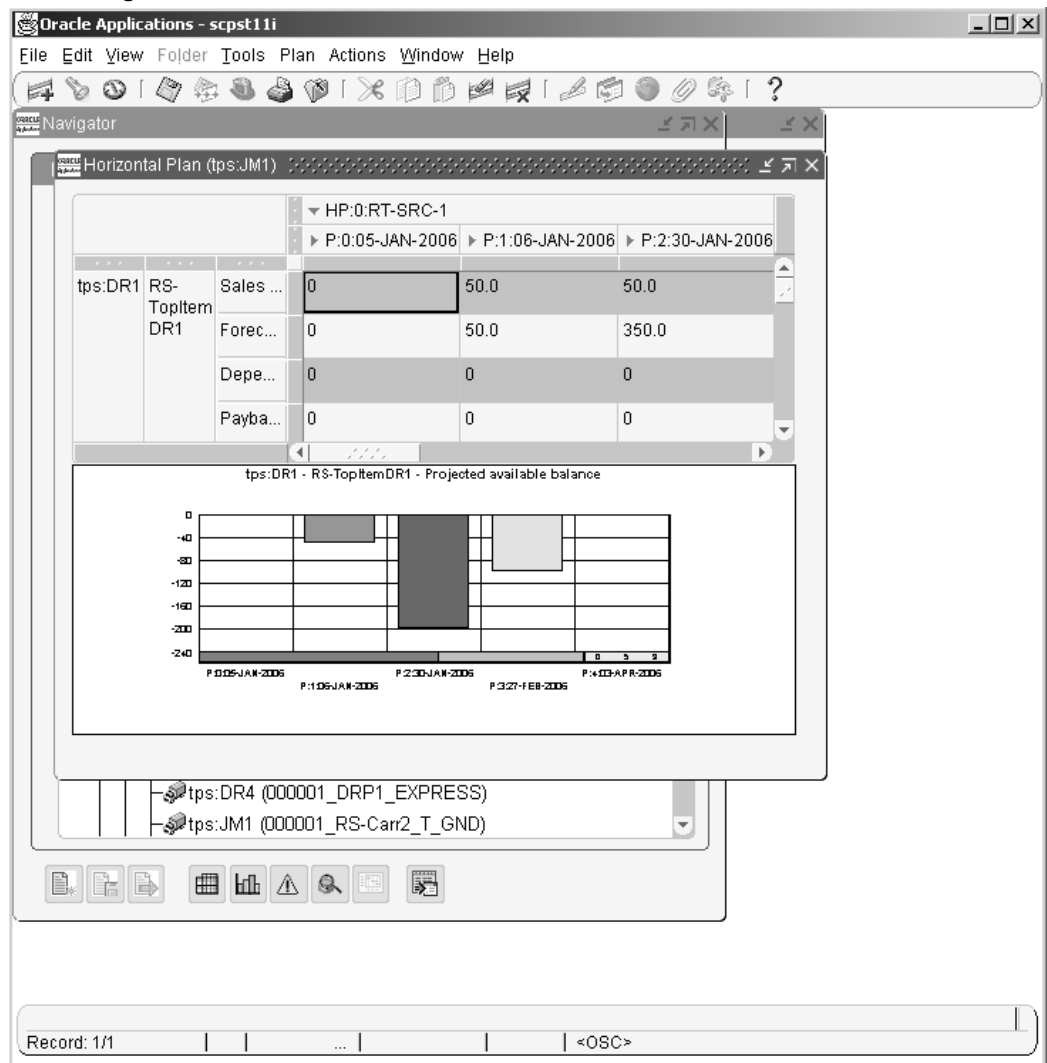 Oracle Applications - scpst11i
File Edit View Folder Tools Plan Actions Window Help
Navigator
Horizontal Plan (tps:JM1)
HP:0:RT-SRC-1
P:0:05-JAN-2006 P:1:06-JAN-2006 P:2:30-JAN-2006
tps:DR1 RS-TopItem DR1 Sales ... 0 50.0 50.0
Forec... 0 50.0 350.0
Depe... 0 0 0
Payba... 0 0 0
tps:DR1 - RS-TopItemDR1 - Projected available balance
0
-40
-80
-120
-160
-200
-240
P:0:05-JAN-2006 P:2:30-JAN-2006 P:4:03-APR-2006
P:1:06-JAN-2006 P:3:27-FEB-2006
tps:DR4 (000001_DRP1_EXPRESS)
tps:JM1 (000001_RS-Carr2_T_GND)
Record: 1/1 ... <OSC>